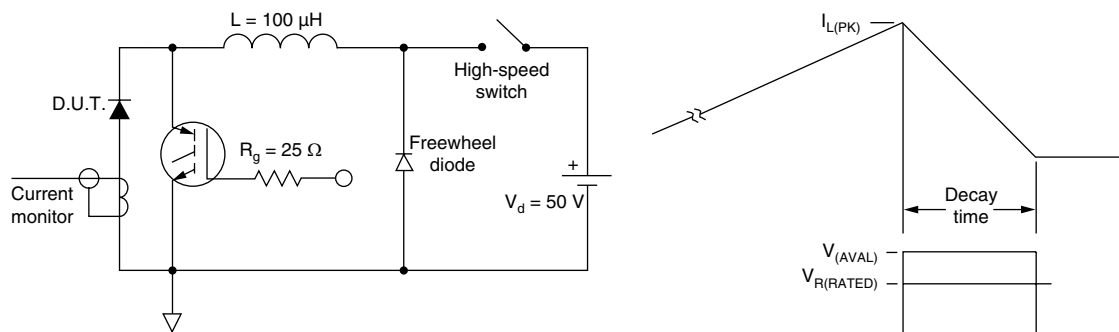 L = 100 μH
D.U.T.
High-speed
switch
R_g = 25 Ω
Freewheel
diode
Current
monitor
+
V_d = 50 V
I_L(PK)
Decay
time
V_(AVAL)
V_R(RATED)